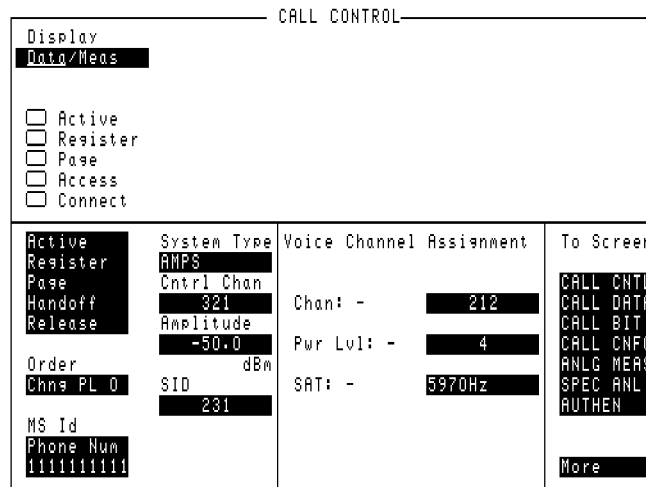 CALL CONTROL
Display
Data/Meas
Active
Register
Page
Access
Connect
Active
Register
Page
Handoff
Release
Order
Chng PL 0
MS Id
Phone Num
1111111111
System Type
AMPS
Cntrl Chan
321
Amplitude
-50.0
dBm
SID
231
Voice Channel Assignment
Chan: - 212
Pwr Lvl: - 4
SAT: - 5970Hz
To Screen
CALL CNTL
CALL DATA
CALL BIT
CALL CNFG
ANLG MEAS
SPEC ANL
AUTHEN
More